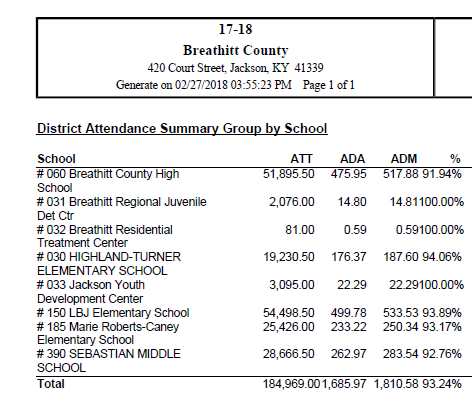 17-18
Breathitt County
420 Court Street, Jackson, KY 41339
Generate on 02/27/2018 03:55:23 PM Page 1 of 1
District Attendance Summary Group by School
School ATT ADA ADM %
# 060 Breathitt County High 51,895.50 475.95 517.88 91.94%
School
# 031 Breathitt Regional Juvenile 2,076.00 14.80 14.81100.00%
Det Ctr
# 032 Breathitt Residential 81.00 0.59 0.59100.00%
Treatment Center
# 030 HIGHLAND-TURNER 19,230.50 176.37 187.60 94.06%
ELEMENTARY SCHOOL
# 033 Jackson Youth 3,095.00 22.29 22.29100.00%
Development Center
# 150 LBJ Elementary School 54,498.50 499.78 533.53 93.89%
# 185 Marie Roberts-Caney 25,426.00 233.22 250.34 93.17%
Elementary School
# 390 SEBASTIAN MIDDLE 28,666.50 262.97 283.54 92.76%
SCHOOL
Total 184,969.001,685.97 1,810.58 93.24%